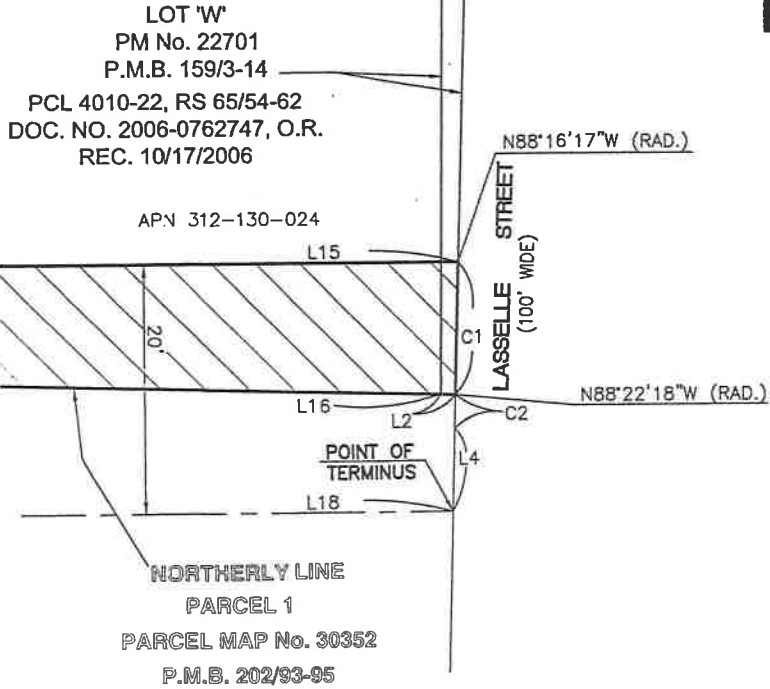 LOT 'W'
PM No. 22701
P.M.B. 159/3-14
PCL 4010-22, RS 65/54-62
DOC. NO. 2006-0762747, O.R.
REC. 10/17/2006
N88°16'17"W (RAD.)
APN 312-130-024
LASSELLE STREET
(100' WIDE)
L15
20'
C1
L16
L2
C2
N88°22'18"W (RAD.)
POINT OF
TERMINUS
L4
L18
NORTHERLY LINE
PARCEL 1
PARCEL MAP No. 30352
P.M.B. 202/93-95